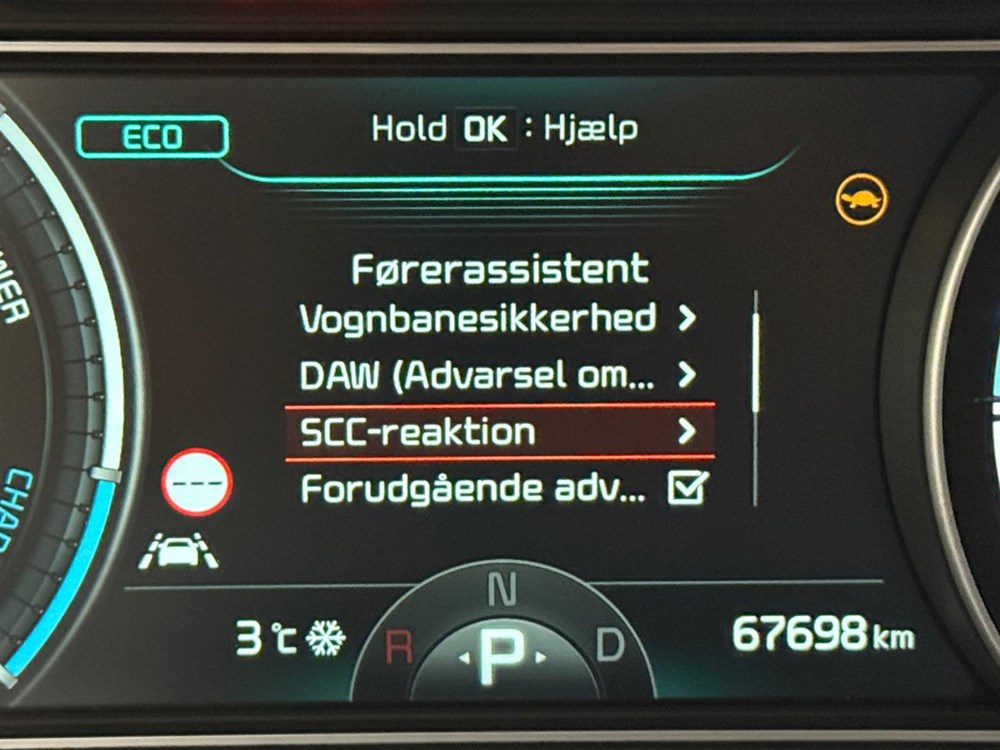 ECO
Hold OK : Hjælp
Førerassistent
Vognbanesikkerhed
DAW (Advarsel om...
SCC-reaktion
Forudgående adv...
---
N
3 °C
R
P
D
67698 km